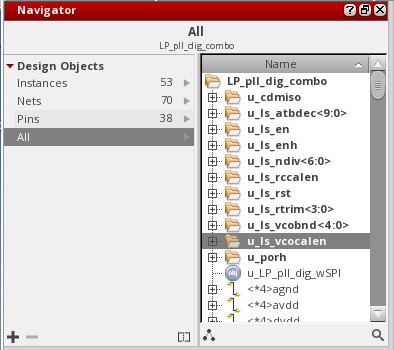 Navigator
All
LP_pll_dig_combo
Design Objects
Instances 53
Nets 70
Pins 38
All
Name
LP_pll_dig_combo
u_cdmiso
u_ls_atbdec<9:0>
u_ls_en
u_ls_enh
u_ls_ndiv<6:0>
u_ls_rccalen
u_ls_rst
u_ls_rtrim<3:0>
u_ls_vcobnd<4:0>
u_ls_vcocalen
u_porh
obj u_LP_pll_dig_wSPI
<*4>agnd
<*4>avdd
<*4>dvdd